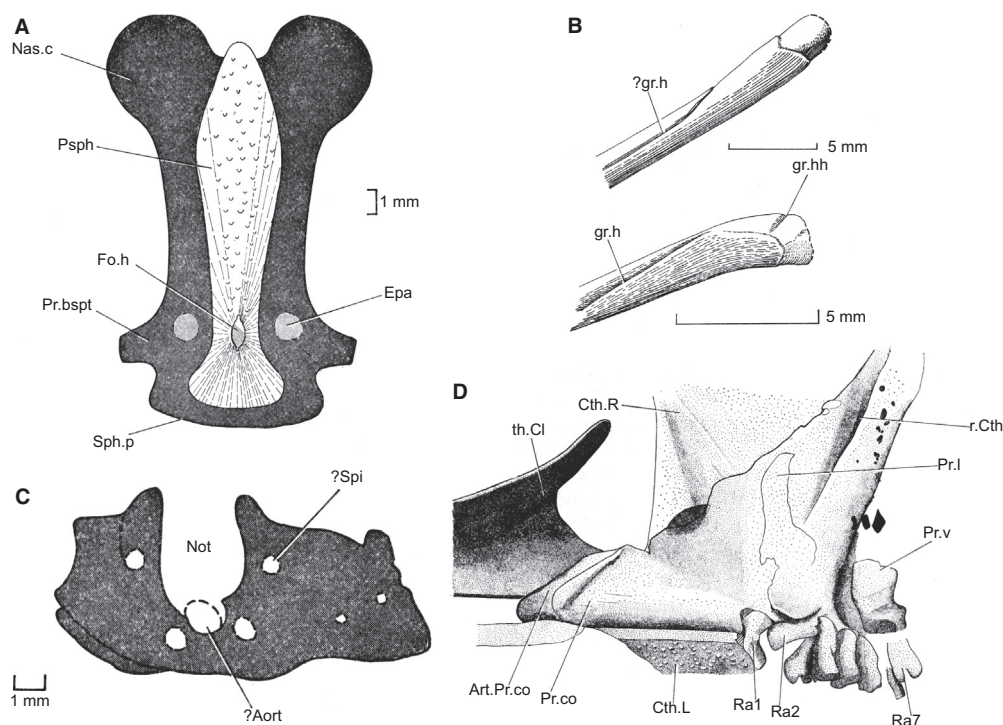 A
Nas.c
Psph
1 mm
Fo.h
Epa
Pr.bspt
Sph.p
B
?gr.h
5 mm
gr.hh
gr.h
5 mm
C
?Spi
Not
1 mm
?Aort
D
Cth.R
th.Cl
r.Cth
Pr.l
Pr.v
Art.Pr.co
Pr.co
Cth.L
Ra1
Ra2
Ra7